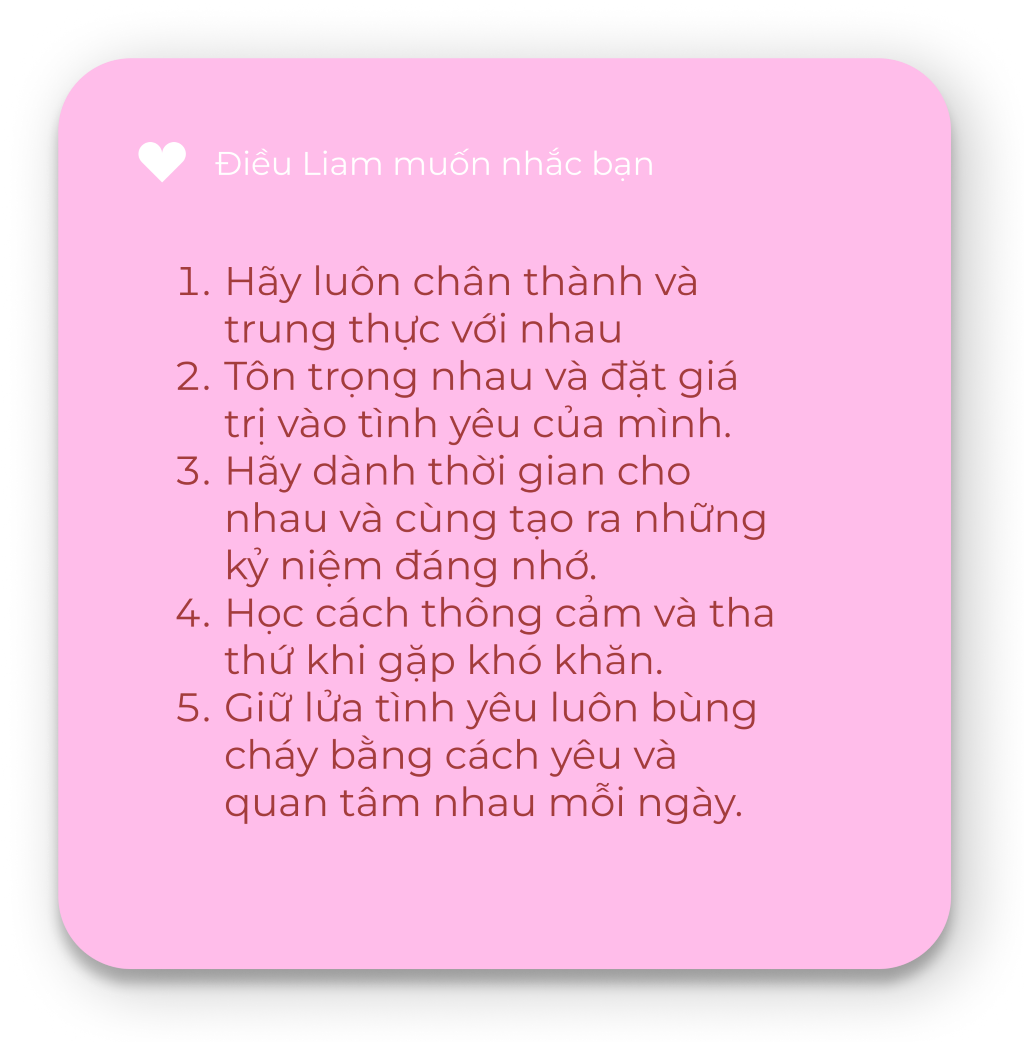 Điều Liam muốn nhắc bạn
1. Hãy luôn chân thành và
trung thực với nhau
2. Tôn trọng nhau và đặt giá
trị vào tình yêu của mình.
3. Hãy dành thời gian cho
nhau và cùng tạo ra những
kỷ niệm đáng nhớ.
4. Học cách thông cảm và tha
thứ khi gặp khó khăn.
5. Giữ lửa tình yêu luôn bùng
cháy bằng cách yêu và
quan tâm nhau mỗi ngày.